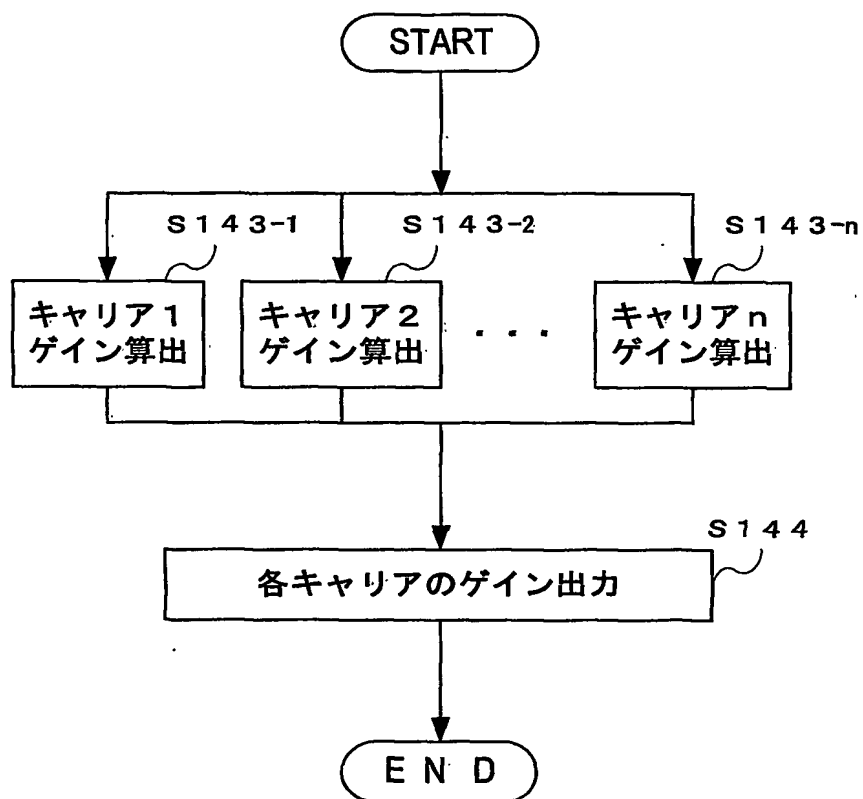 START
S143-1
S143-2
S143-n
キャリア1
ゲイン算出
キャリア2
ゲイン算出
・・・
キャリアn
ゲイン算出
S144
各キャリアのゲイン出力
END